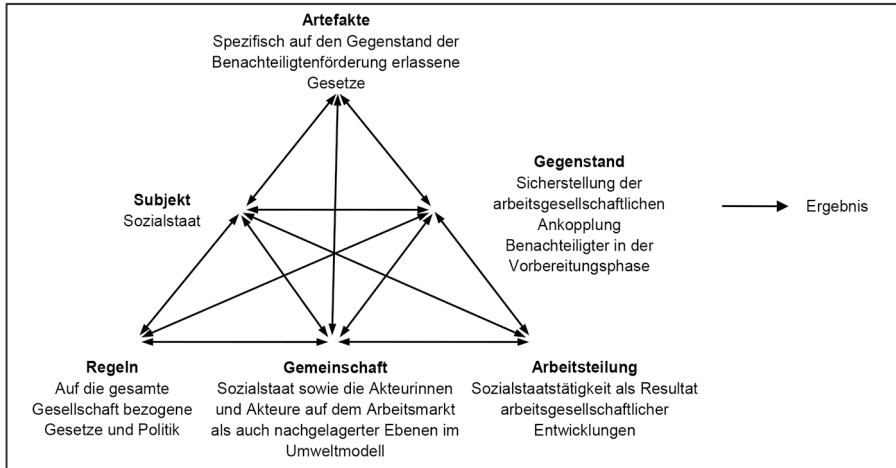 Artefakte
Spezifisch auf den Gegenstand der
Benachteiligtenförderung erlassene
Gesetze
Subjekt
Sozialstaat
Gegenstand
Sicherstellung der
arbeitsgesellschaftlichen
Ankopplung
Benachteiligter in der
Vorbereitungsphase
Ergebnis
Regeln
Auf die gesamte
Gesellschaft bezogene
Gesetze und Politik
Gemeinschaft
Sozialstaat sowie die Akteurinnen
und Akteure auf dem Arbeitsmarkt
als auch nachgelagerter Ebenen im
Umweltmodell
Arbeitsteilung
Sozialstaatstätigkeit als Resultat
arbeitsgesellschaftlicher
Entwicklungen